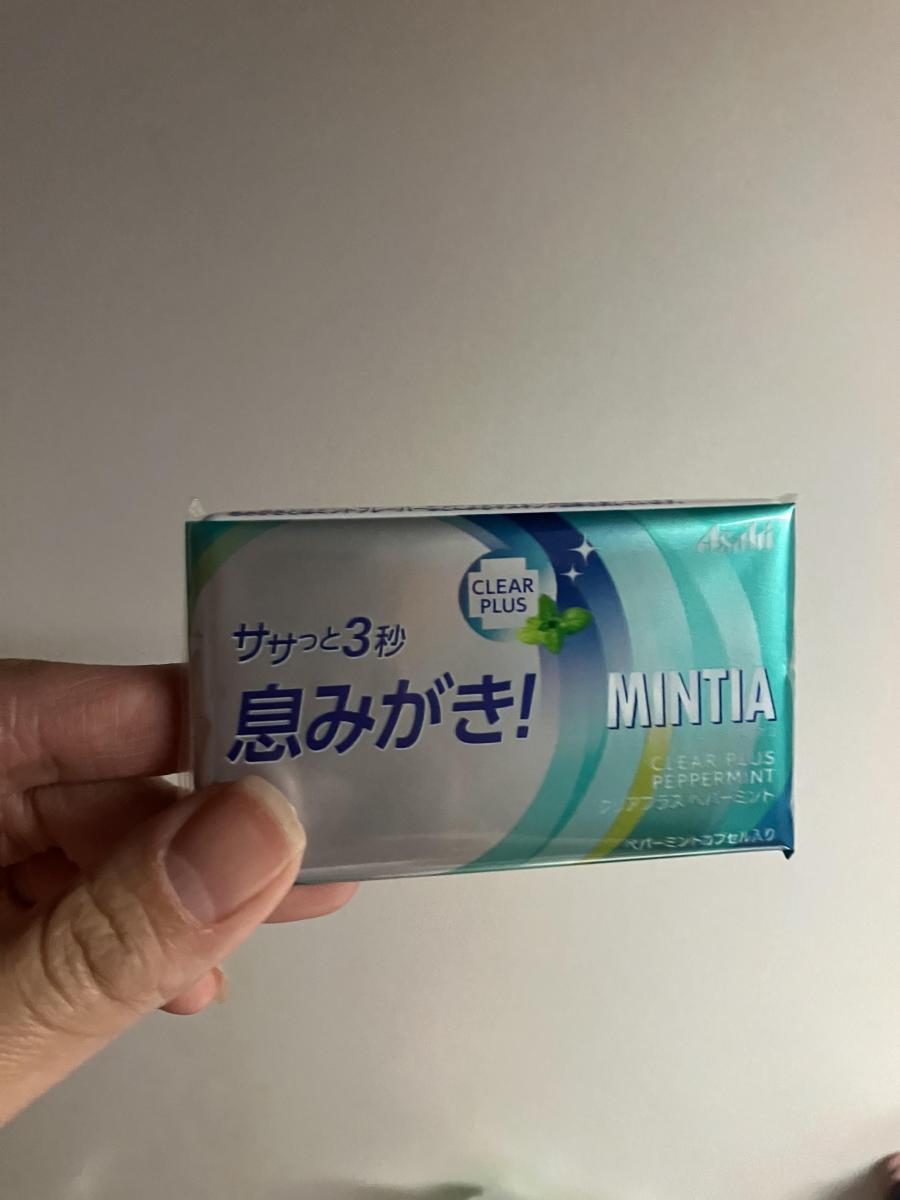 Asahi
CLEAR
PLUS
ササっと3秒
息みがき!
MINTIA
CLEAR PLUS
PEPPERMINT
クリアプラス ペパーミント
ペパーミントカプセル入り